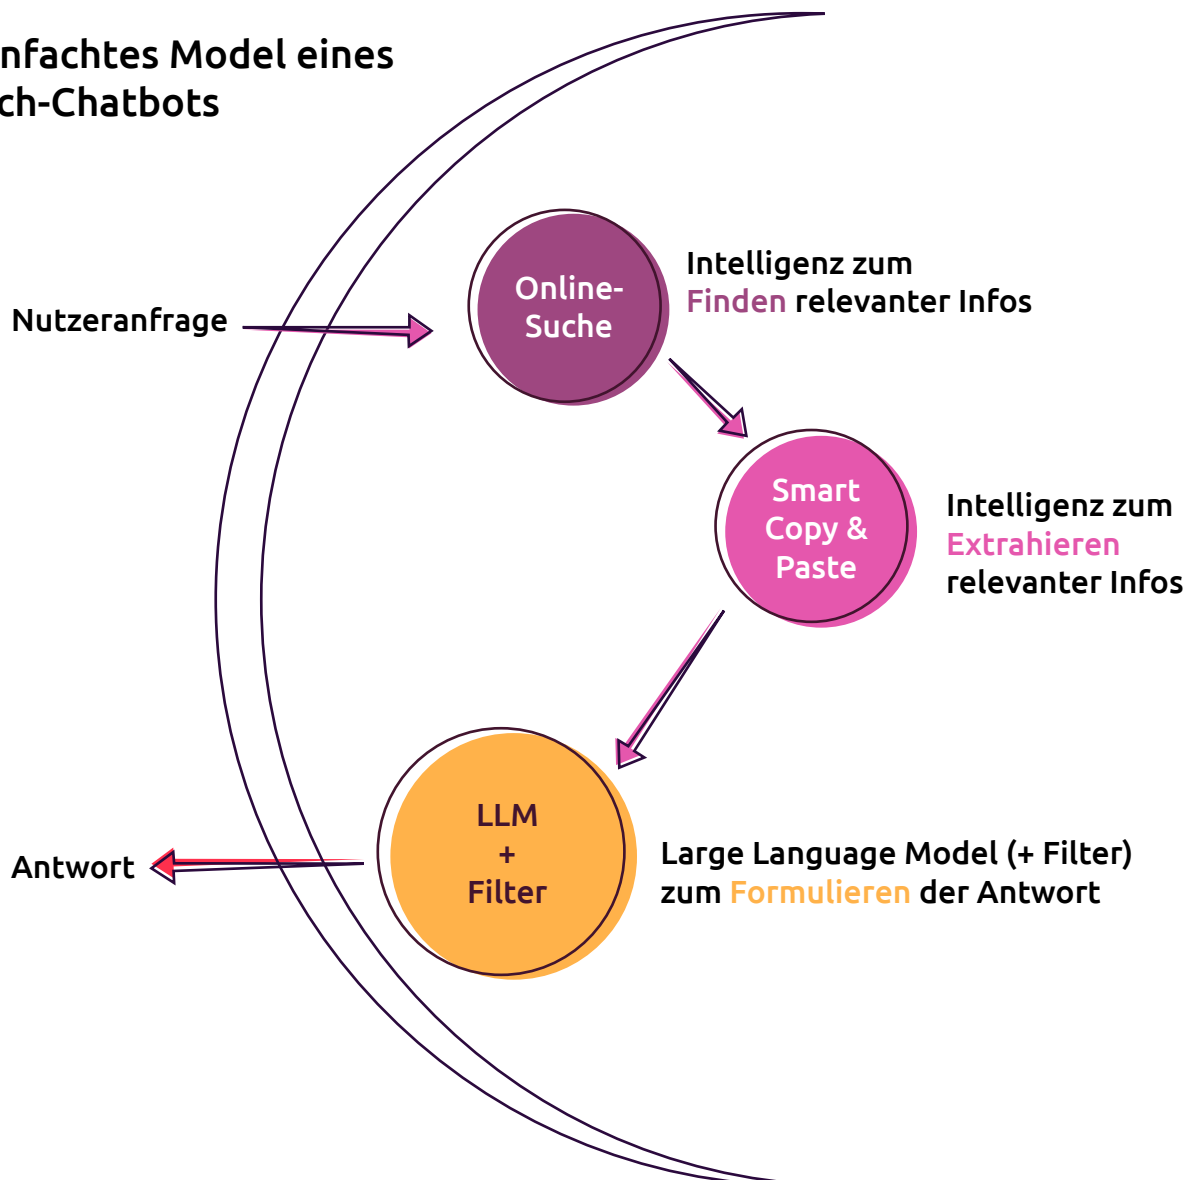 nfachtes Model eines
ch-Chatbots
Nutzeranfrage
Online-
Suche
Intelligenz zum
Finden relevanter Infos
Smart
Copy &
Paste
Intelligenz zum
Extrahieren
relevanter Infos
LLM
+
Filter
Large Language Model (+ Filter)
zum Formulieren der Antwort
Antwort